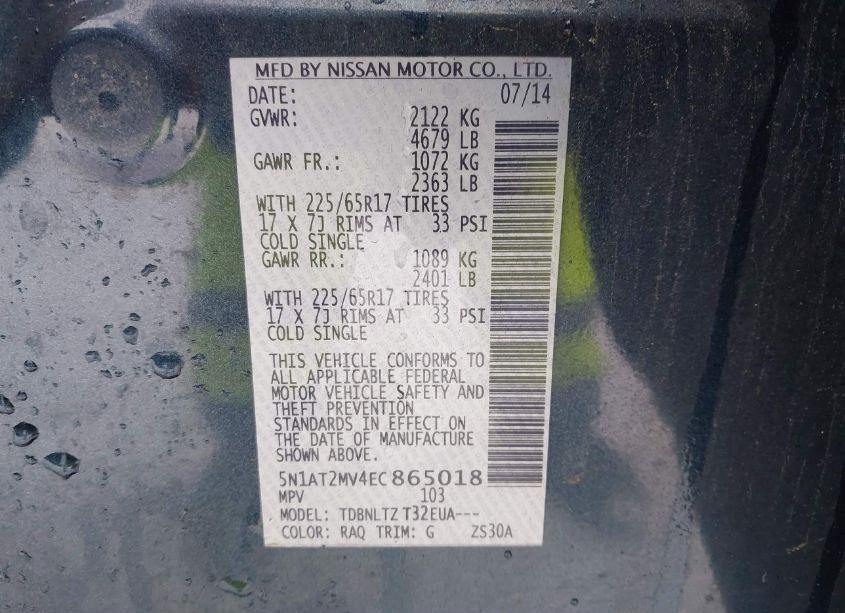 MFD BY NISSAN MOTOR CO., LTD.
DATE: 07/14
GVWR: 2122 KG
4679 LB
GAWR FR.: 1072 KG
2363 LB
WITH 225/65R17 TIRES
17 X 7J RIMS AT 33 PSI
COLD SINGLE
GAWR RR.: 1089 KG
2401 LB
WITH 225/65R17 TIRES
17 X 7J RIMS AT 33 PSI
COLD SINGLE
THIS VEHICLE CONFORMS TO
ALL APPLICABLE FEDERAL
MOTOR VEHICLE SAFETY AND
THEFT PREVENTION
STANDARDS IN EFFECT ON
THE DATE OF MANUFACTURE
SHOWN ABOVE.
5N1AT2MV4EC865018
MPV 103
MODEL: TDBNLTZ T32EUA---
COLOR: RAQ TRIM: G ZS30A